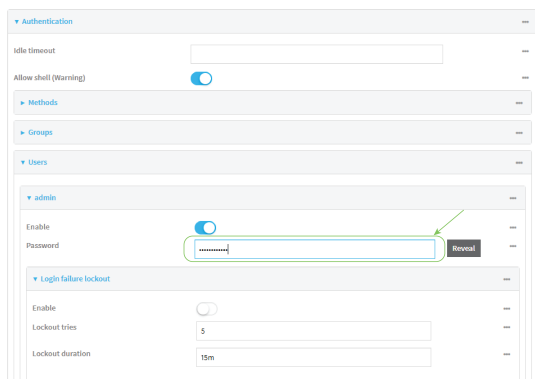 Authentication
Idle timeout
Allow shell (Warning)
Methods
Groups
Users
admin
Enable
Password
••••••••••••
Reveal
Login failure lockout
Enable
Lockout tries
5
Lockout duration
15m